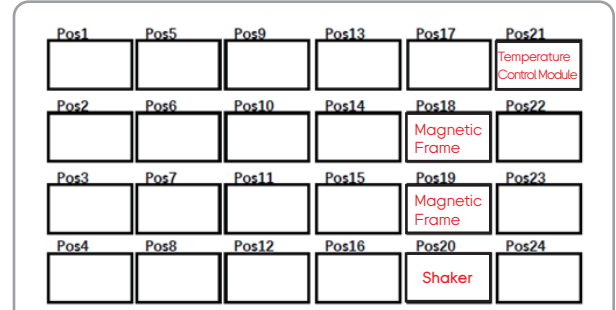 Pos1 Pos5 Pos9 Pos13 Pos17 Pos21
Temperature
Control Module
Pos2 Pos6 Pos10 Pos14 Pos18 Pos22
Magnetic
Frame
Pos3 Pos7 Pos11 Pos15 Pos19 Pos23
Magnetic
Frame
Pos4 Pos8 Pos12 Pos16 Pos20 Pos24
Shaker